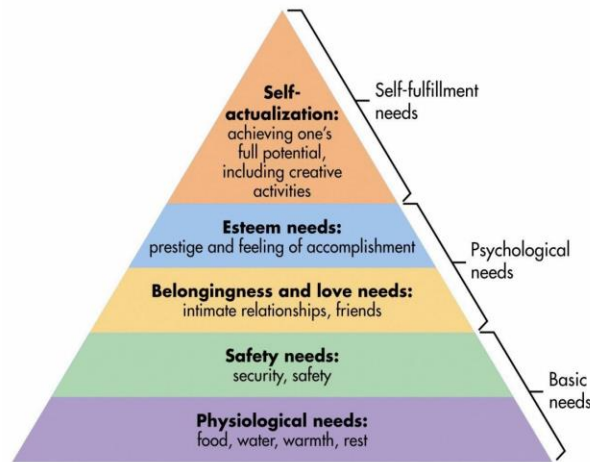 Self-
actualization:
achieving one's
full potential,
including creative
activities
Self-fulfillment
needs
Esteem needs:
prestige and feeling of accomplishment
Psychological
needs
Belongingness and love needs:
intimate relationships, friends
Safety needs:
security, safety
Basic
needs
Physiological needs:
food, water, warmth, rest